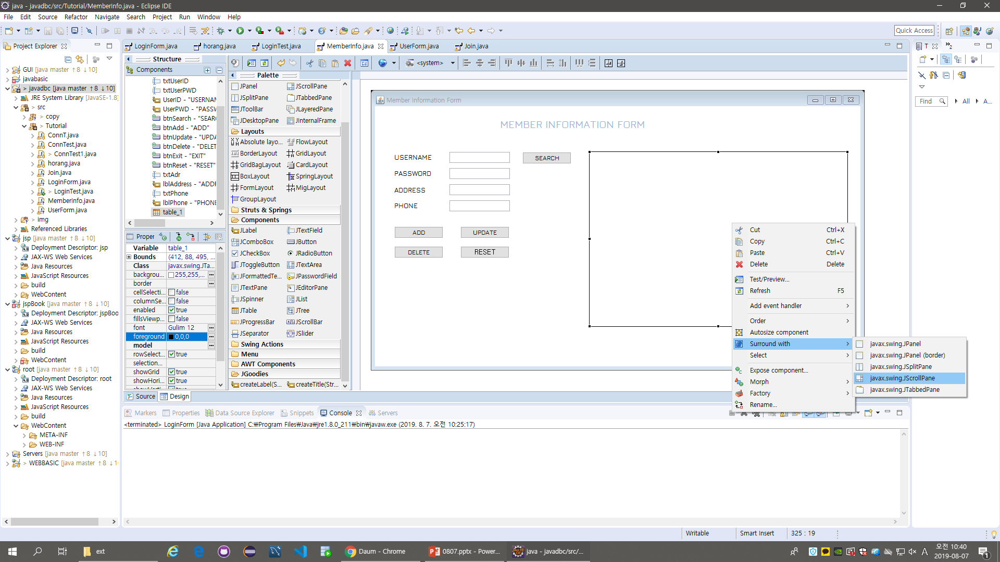 java - javadbc/src/Tutorial/MemberInfo.java - Eclipse IDE
File Edit Source Refactor Navigate Search Project Run Window Help
Quick Access
Project Explorer
GUI [java master ↑8 ↓10]
javabasic
> javadbc [java master ↑8 ↓10]
JRE System Library [JavaSE-1.8]
> src
> copy
> Tutorial
ConnT.java
ConnTest.java
> ConnTest1.java
horang.java
Join.java
LoginForm.java
> LoginTest.java
MemberInfo.java
UserForm.java
> img
Referenced Libraries
jsp [java master ↑8 ↓10]
Deployment Descriptor: jsp
JAX-WS Web Services
Java Resources
JavaScript Resources
build
WebContent
jspBook [java master ↑8 ↓10]
Deployment Descriptor: jspBoo
JAX-WS Web Services
Java Resources
JavaScript Resources
build
WebContent
root [java master ↑8 ↓10]
Deployment Descriptor: root
JAX-WS Web Services
Java Resources
JavaScript Resources
build
WebContent
META-INF
WEB-INF
Servers [java master ↑8 ↓10]
> WEBBASIC [java master ↑8 ↓1
LoginForm.java horang.java LoginTest.java MemberInfo.java UserForm.java Join.java
Structure
Components
txtUserID
txtUserPWD
UserID - "USERNAM
UserPWD - "PASSW
btnSearch - "SEARC
btnAdd - "ADD"
btnUpdate - "UPDA
btnDelete - "DELET
btnExit - "EXIT"
btnReset - "RESET"
txtAdr
lblAddress - "ADDR
txtPhone
lblPhone - "PHONE
table_1
Proper
Variable table_1
Bounds (412, 88, 495, ...
Class javax.swing.JTa...
backgrou... 255,255,...
border
cellSelecti... false
columnSe... false
enabled true
fillsViewp... false
font Gulim 12
foreground 0,0,0
model
rowSelect... true
selection...
showGrid true
showHori... true
Source Design
<system>
Palette
JPanel JScrollPane
JSplitPane JTabbedPane
JToolBar JLayeredPane
JDesktopPane JInternalFrame
Layouts
Absolute layo... FlowLayout
BorderLayout GridLayout
GridBagLayout CardLayout
BoxLayout SpringLayout
FormLayout MigLayout
GroupLayout
Struts & Springs
Components
JLabel JTextField
JComboBox JButton
JCheckBox JRadioButton
JToggleButton JTextArea
JFormattedTe... JPasswordField
JTextPane JEditorPane
JSpinner JList
JTable JTree
JProgressBar JScrollBar
JSeparator JSlider
Swing Actions
Menu
AWT Components
JGoodies
createLabel(S... createTitle(Str...
Member Information Form
MEMBER INFORMATION FORM
USERNAME SEARCH
PASSWORD
ADDRESS
PHONE
ADD UPDATE
DELETE RESET
Cut Ctrl+X
Copy Ctrl+C
Paste Ctrl+V
Delete Delete
Test/Preview...
Refresh F5
Add event handler
Order
Autosize component
Surround with
Select
Expose component...
Morph
Factory
Rename...
javax.swing.JPanel
javax.swing.JPanel (border)
javax.swing.JSplitPane
javax.swing.JScrollPane
javax.swing.JTabbedPane
T
2
Find All A...
Markers Properties Data Source Explorer Snippets Console Servers
<terminated> LoginForm [Java Application] C:₩Program Files₩Java₩jre1.8.0_211₩bin₩javaw.exe (2019. 8. 7. 오전 10:25:17)
Writable Smart Insert 325 : 19
ext
Daum - Chrome
0807.pptx - Power...
java - javadbc/src/...
A
오전 10:40
2019-08-07
1